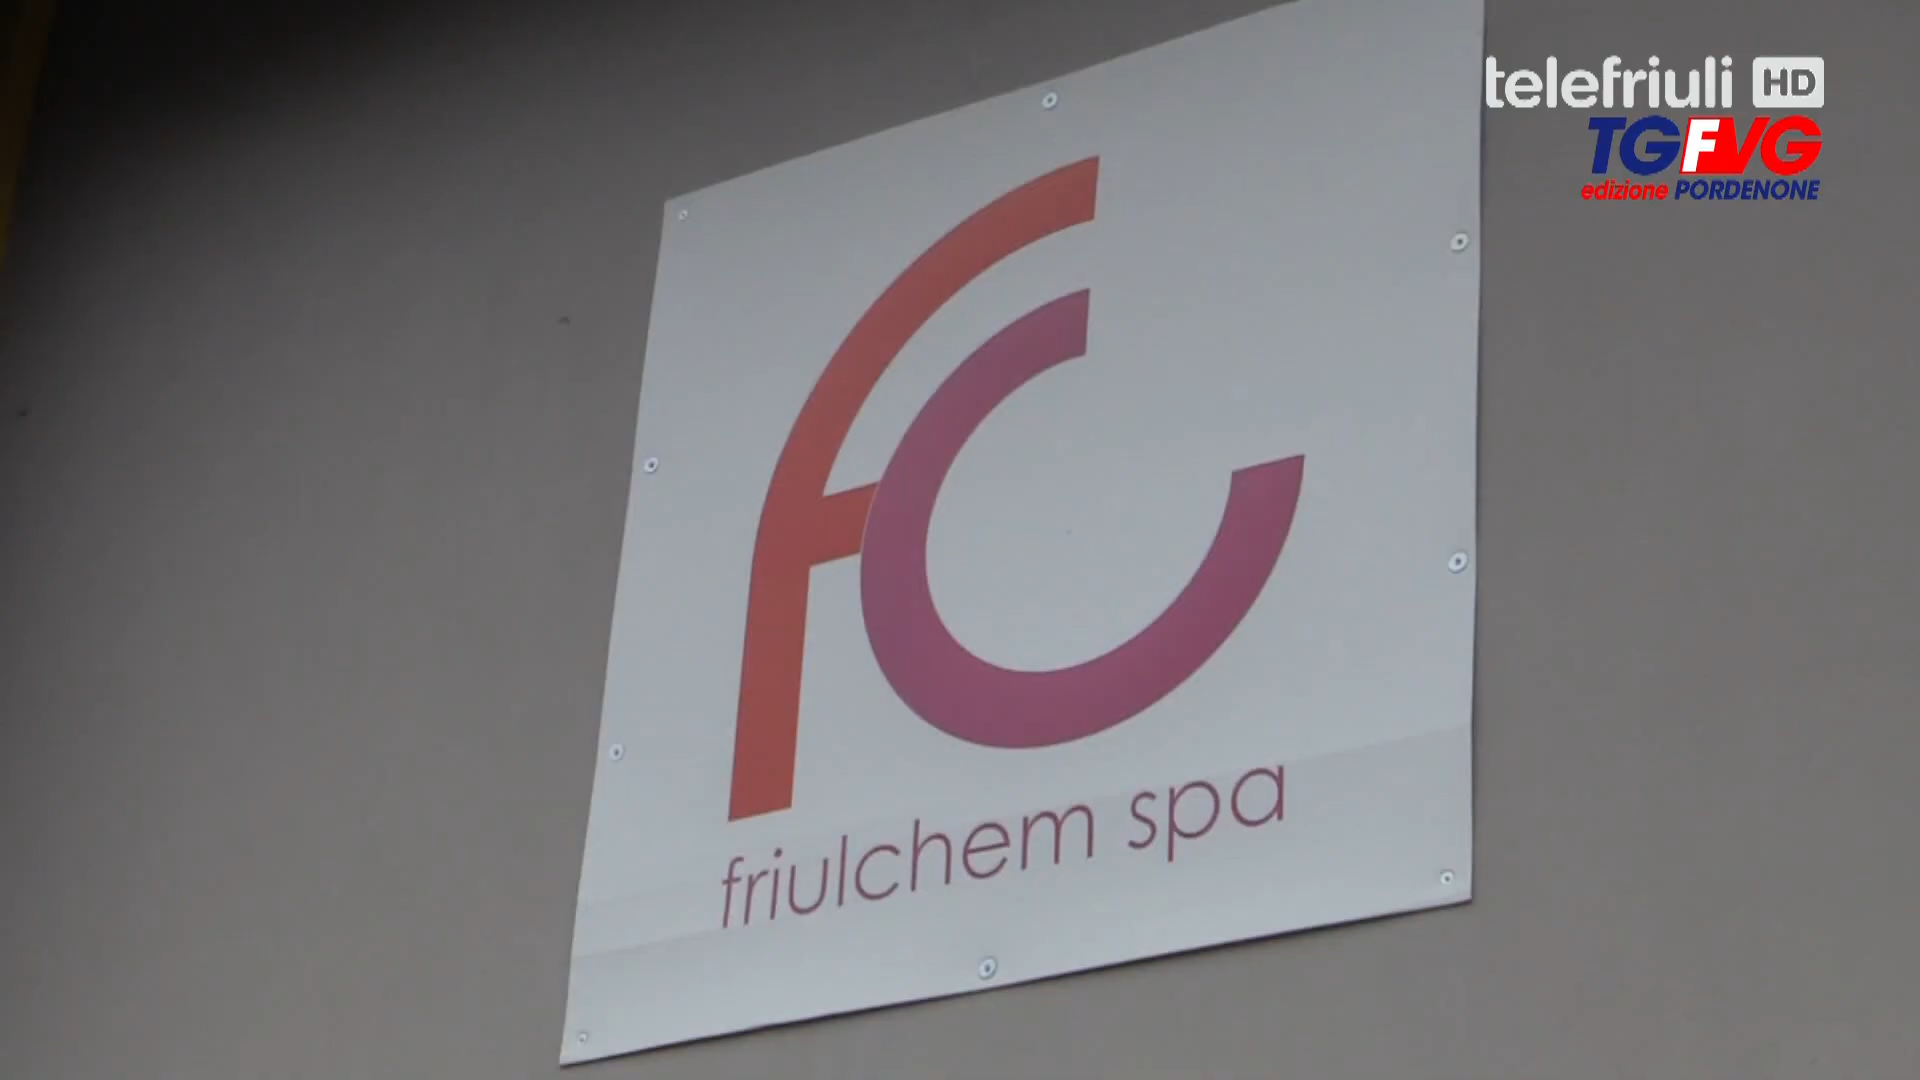 telefriuli HD
TGFVG
edizione PORDENONE
fc
friulchem spa